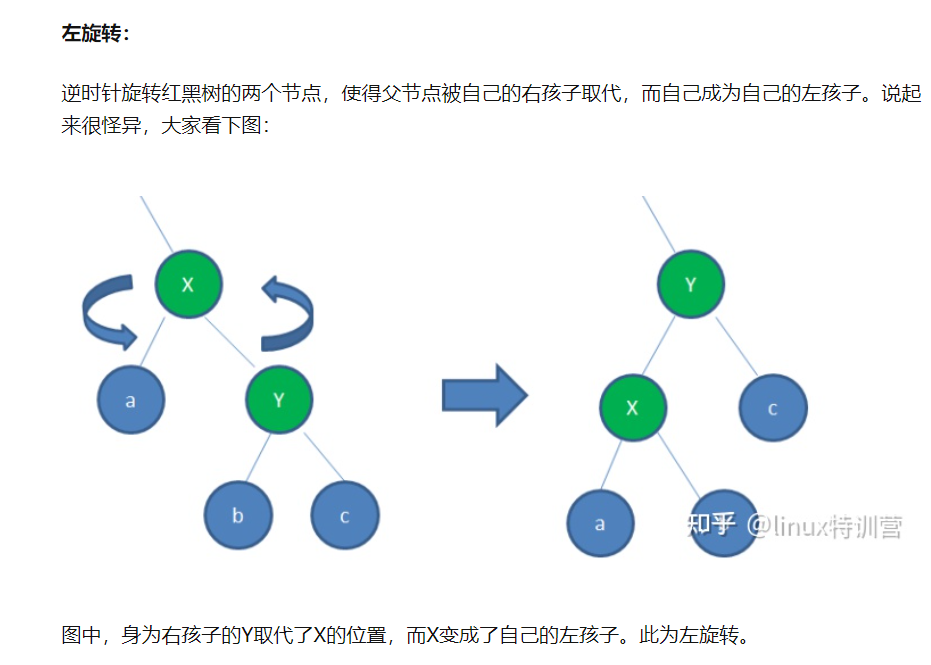 左旋转：
逆时针旋转红黑树的两个节点，使得父节点被自己的右孩子取代，而自己成为自己的左孩子。说起
来很怪异，大家看下图：
X
Y
a
Y
X
c
b
c
a
知乎 @linux特训营
图中，身为右孩子的Y取代了X的位置，而X变成了自己的左孩子。此为左旋转。